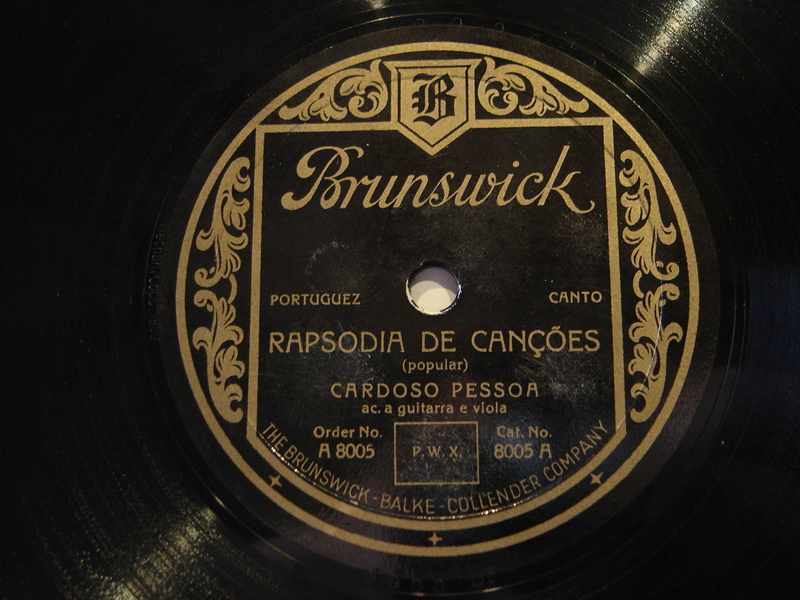 B
Brunswick
PORTUGUEZ CANTO
RAPSODIA DE CANÇÕES
(popular)
CARDOSO PESSOA
ac. a guitarra e viola
Order No. Cat. No.
A 8005 P.W.X. 8005 A
THE BRUNSWICK-BALKE-COLLENDER COMPANY